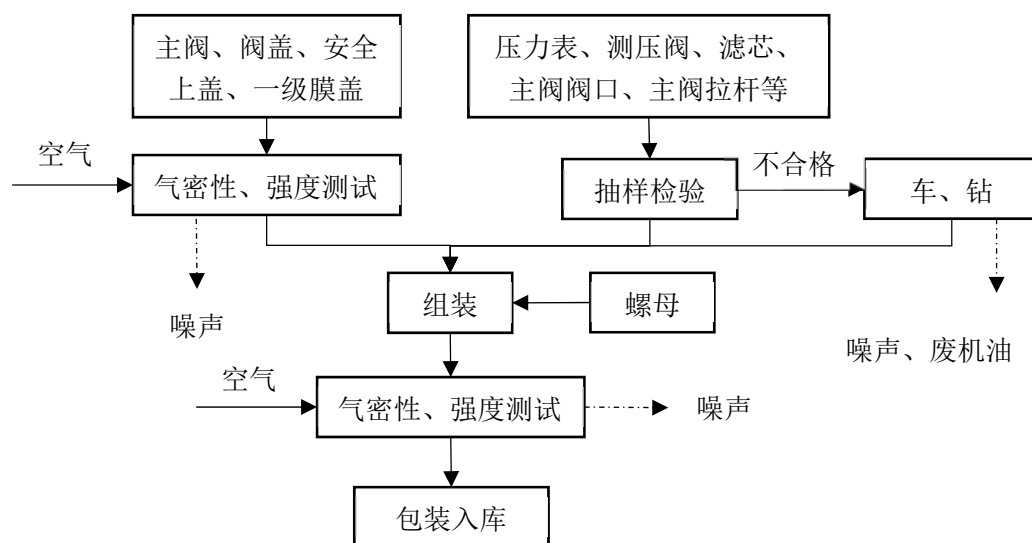 主阀、阀盖、安全
上盖、一级膜盖
压力表、测压阀、滤芯、
主阀阀口、主阀拉杆等
空气
气密性、强度测试
抽样检验
不合格
车、钻
噪声
组装
螺母
噪声、废机油
空气
气密性、强度测试
噪声
包装入库